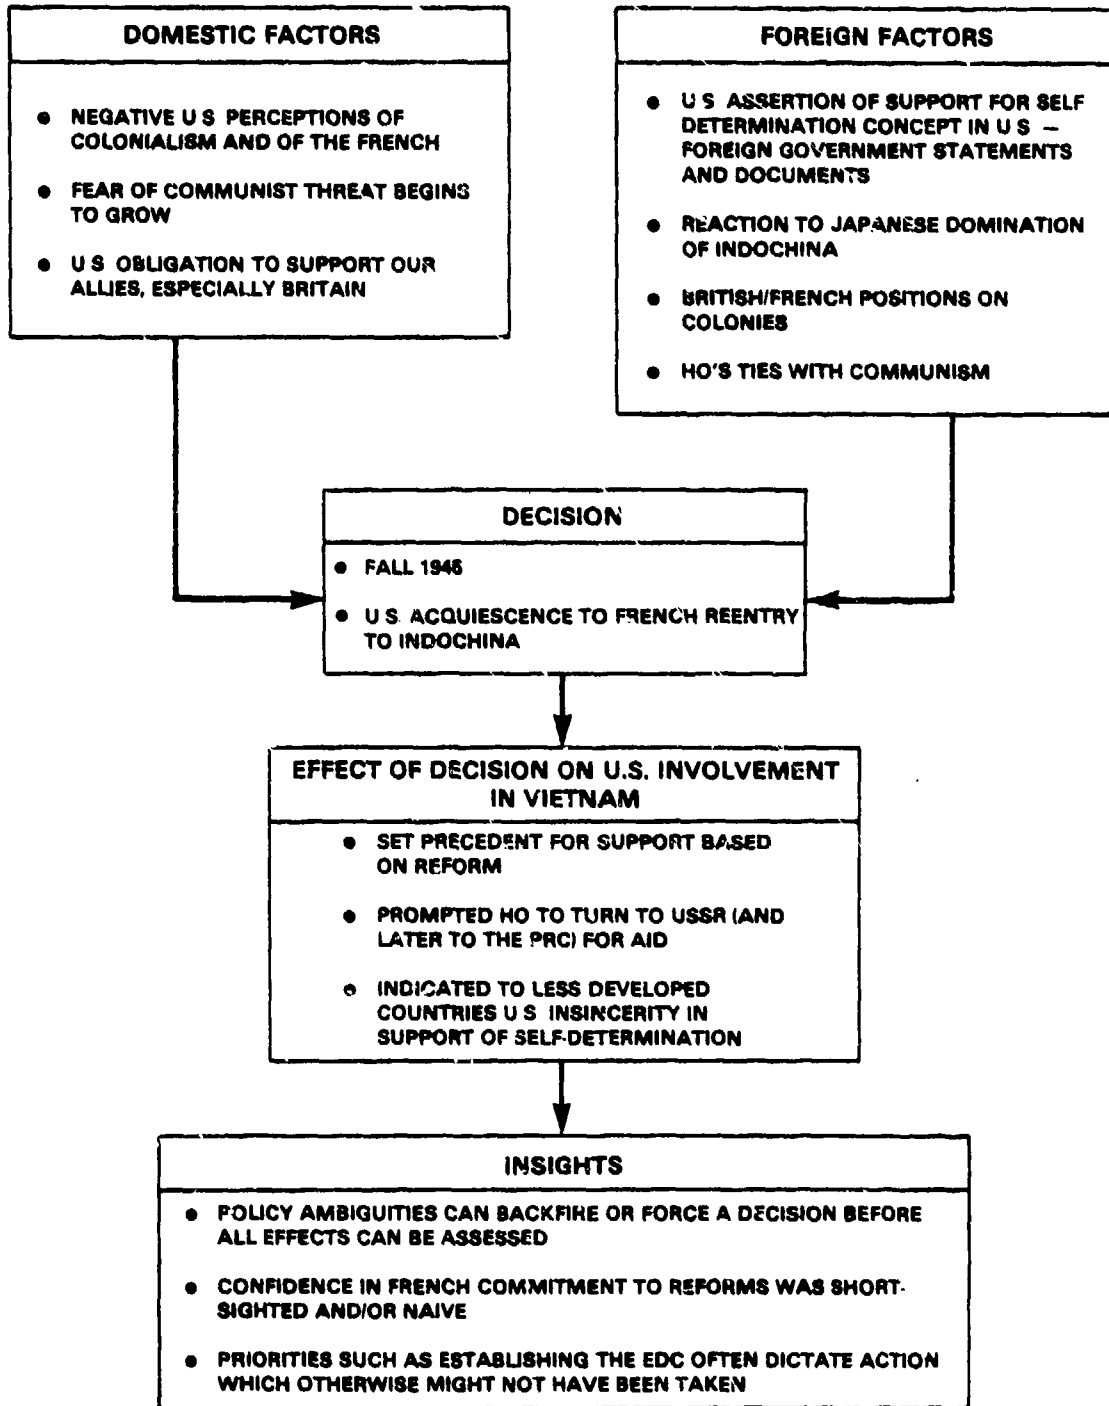 DOMESTIC FACTORS
● NEGATIVE U S PERCEPTIONS OF
COLONIALISM AND OF THE FRENCH
● FEAR OF COMMUNIST THREAT BEGINS
TO GROW
● U S OBLIGATION TO SUPPORT OUR
ALLIES, ESPECIALLY BRITAIN
FOREIGN FACTORS
● U S ASSERTION OF SUPPORT FOR SELF
DETERMINATION CONCEPT IN U S –
FOREIGN GOVERNMENT STATEMENTS
AND DOCUMENTS
● REACTION TO JAPANESE DOMINATION
OF INDOCHINA
● BRITISH/FRENCH POSITIONS ON
COLONIES
● HO'S TIES WITH COMMUNISM
DECISION
● FALL 1945
● U S. ACQUIESCENCE TO FRENCH REENTRY
TO INDOCHINA
EFFECT OF DECISION ON U.S. INVOLVEMENT
IN VIETNAM
● SET PRECEDENT FOR SUPPORT BASED
ON REFORM
● PROMPTED HO TO TURN TO USSR (AND
LATER TO THE PRC) FOR AID
● INDICATED TO LESS DEVELOPED
COUNTRIES U S INSINCERITY IN
SUPPORT OF SELF-DETERMINATION
INSIGHTS
● POLICY AMBIGUITIES CAN BACKFIRE OR FORCE A DECISION BEFORE
ALL EFFECTS CAN BE ASSESSED
● CONFIDENCE IN FRENCH COMMITMENT TO REFORMS WAS SHORT-
SIGHTED AND/OR NAIVE
● PRIORITIES SUCH AS ESTABLISHING THE EDC OFTEN DICTATE ACTION
WHICH OTHERWISE MIGHT NOT HAVE BEEN TAKEN